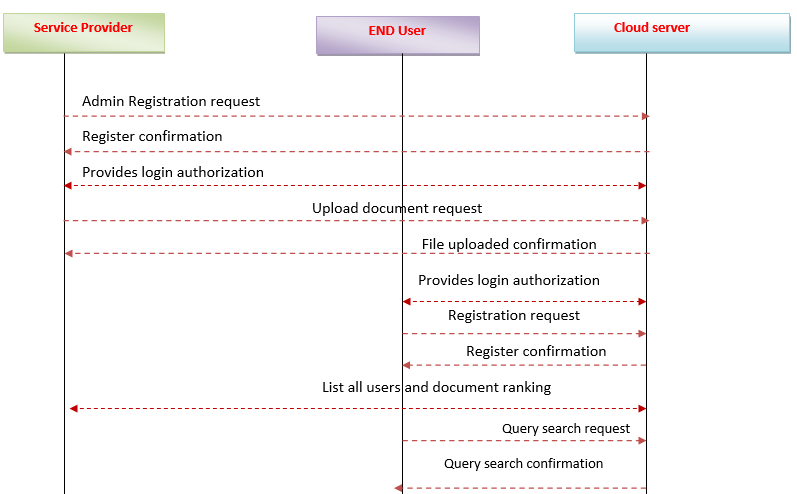 Service Provider
END User
Cloud server
Admin Registration request
Register confirmation
Provides login authorization
Upload document request
File uploaded confirmation
Provides login authorization
Registration request
Register confirmation
List all users and document ranking
Query search request
Query search confirmation